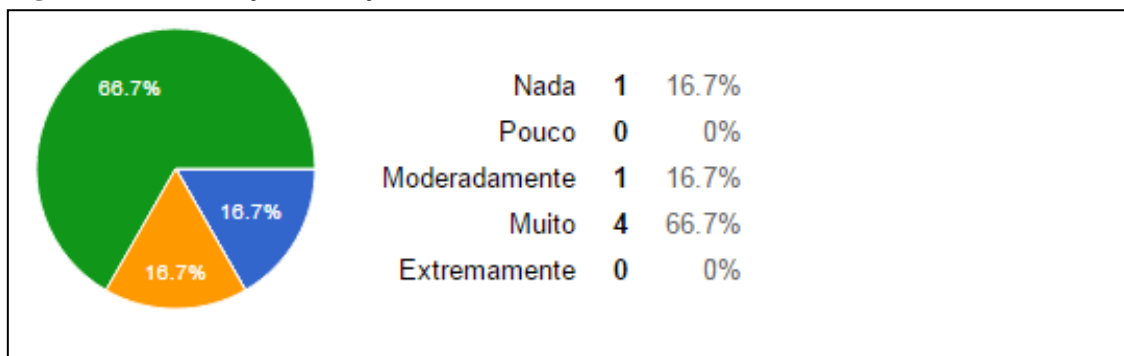 66.7%
16.7%
16.7%
Nada 1 16.7%
Pouco 0 0%
Moderadamente 1 16.7%
Muito 4 66.7%
Extremamente 0 0%